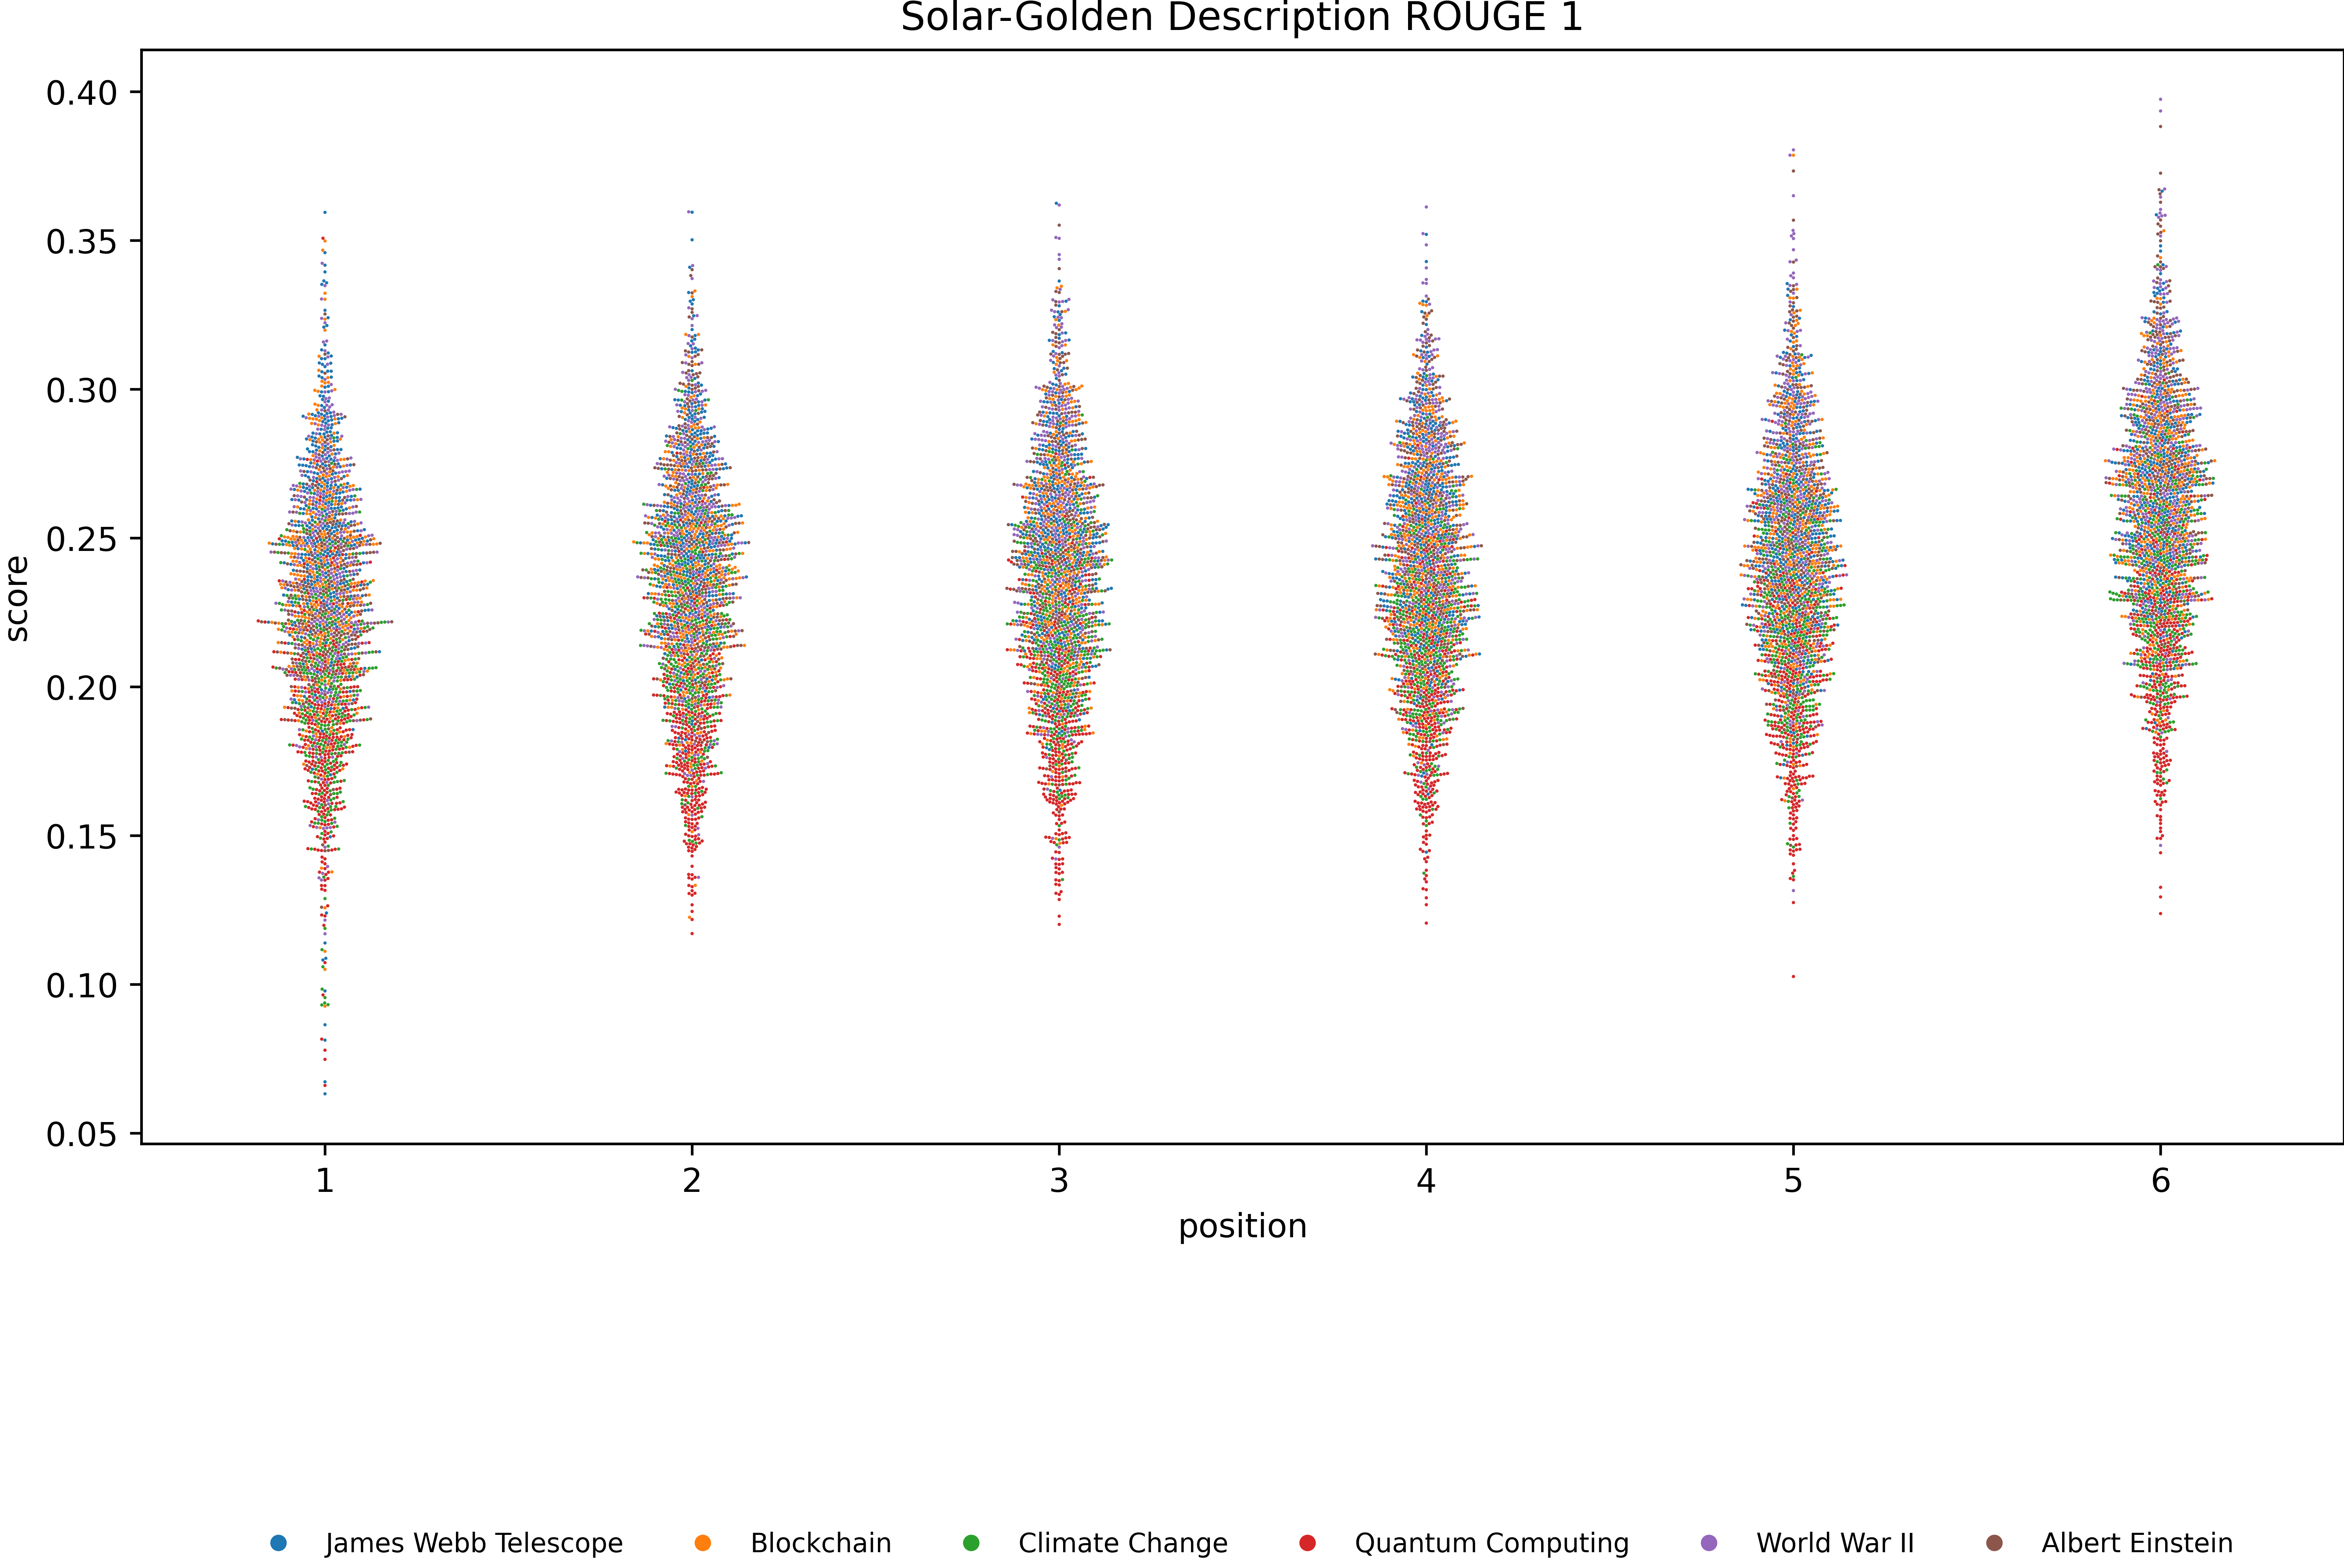 Solar-Golden Description ROUGE 1
0.40
0.35
0.30
0.25
0.20
0.15
0.10
0.05
score
1 2 3 4 5 6
position
James Webb Telescope Blockchain Climate Change Quantum Computing World War II Albert Einstein